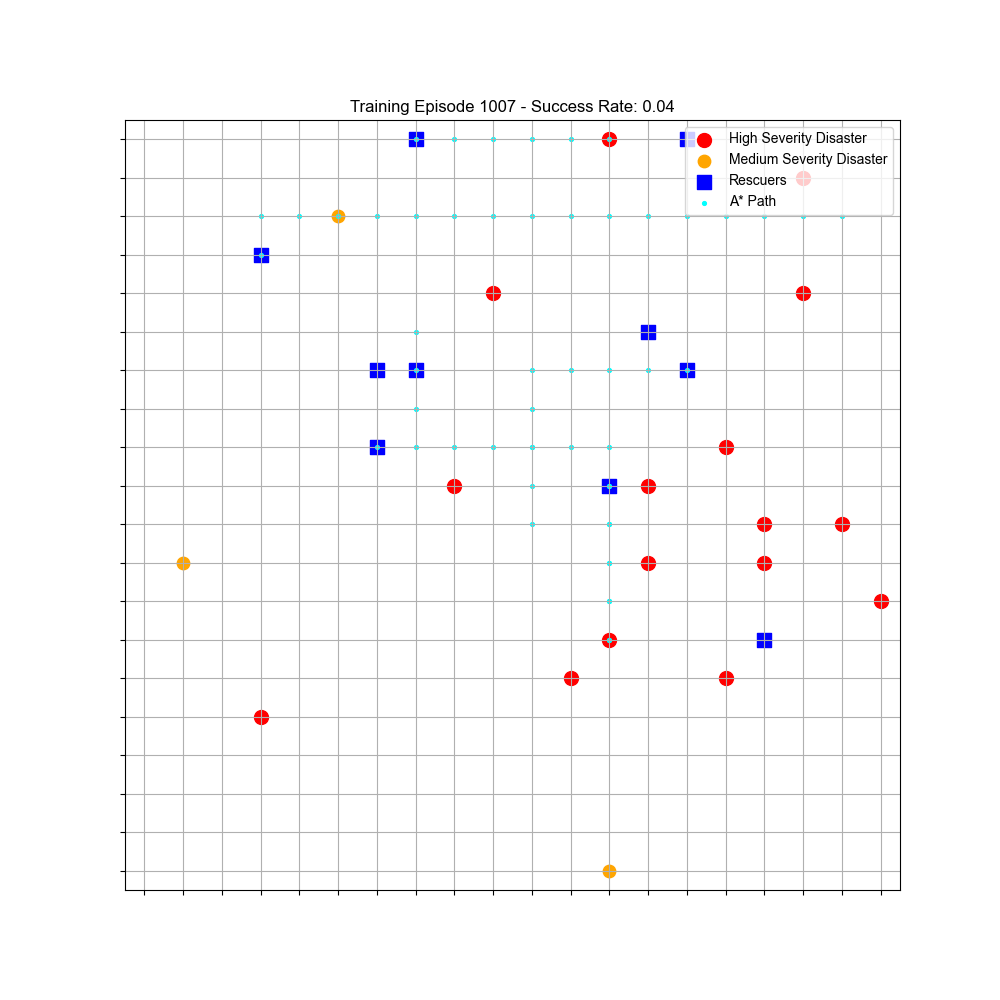 Training Episode 1007 - Success Rate: 0.04
High Severity Disaster
Medium Severity Disaster
Rescuers
A* Path